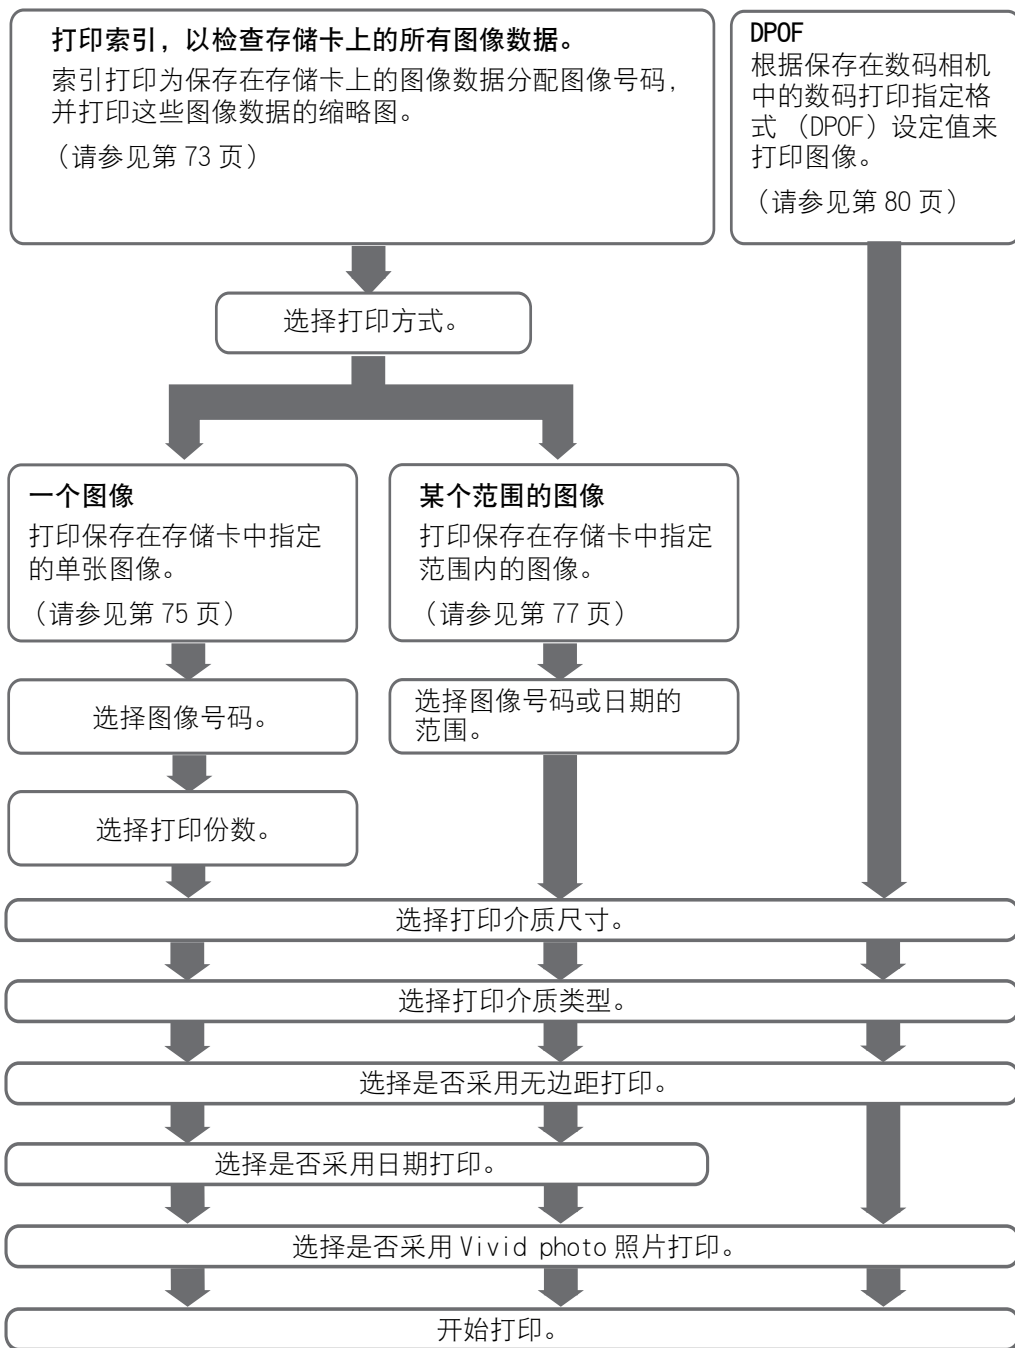 打印索引，以检查存储卡上的所有图像数据。
索引打印为保存在存储卡上的图像数据分配图像号码，
并打印这些图像数据的缩略图。
（请参见第 73 页）
DPOF
根据保存在数码相机
中的数码打印指定格
式 （DPOF）设定值来
打印图像。
（请参见第 80 页）
选择打印方式。
一个图像
打印保存在存储卡中指定
的单张图像。
（请参见第 75 页）
某个范围的图像
打印保存在存储卡中指定
范围内的图像。
（请参见第 77 页）
选择图像号码。
选择图像号码或日期的
范围。
选择打印份数。
选择打印介质尺寸。
选择打印介质类型。
选择是否采用无边距打印。
选择是否采用日期打印。
选择是否采用 Vivid photo 照片打印。
开始打印。